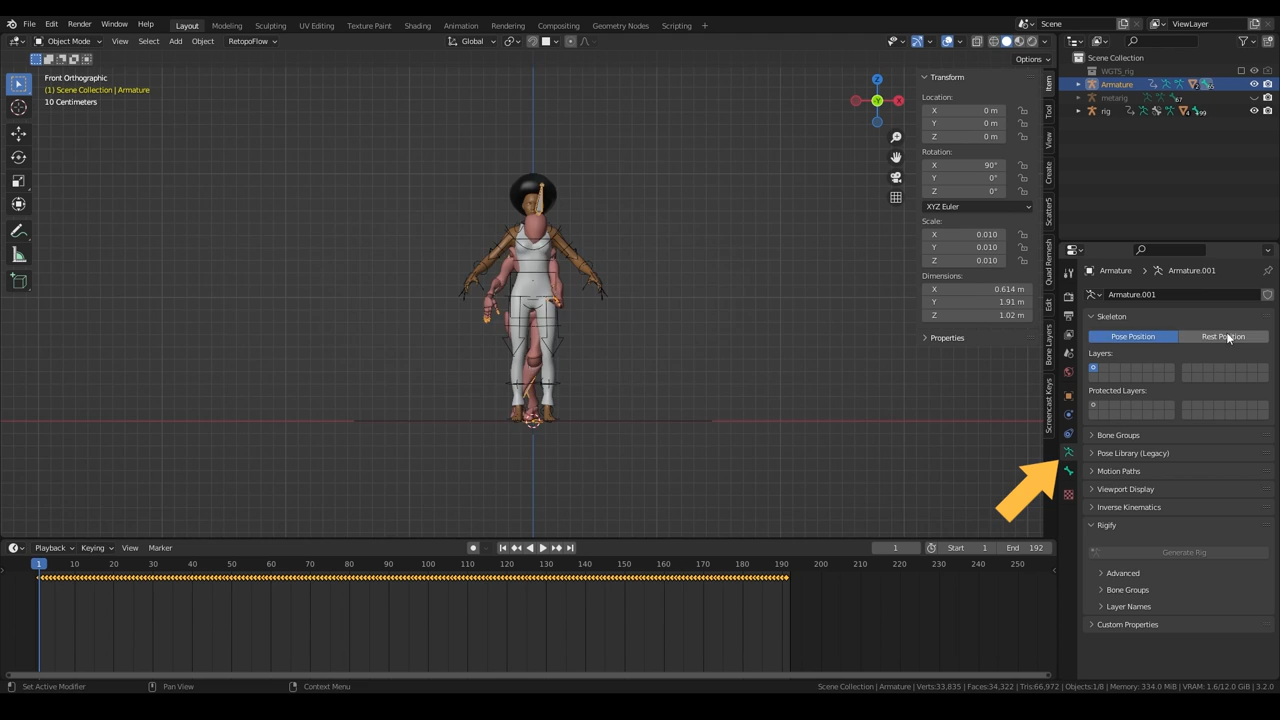 File Edit Render Window Help Layout Modeling Sculpting UV Editing Texture Paint Shading Animation Rendering Compositing Geometry Nodes Scripting + Scene ViewLayer
Object Mode View Select Add Object RetopoFlow Global
Options
Front Orthographic
(1) Scene Collection | Armature
10 Centimeters
Z
Y
X
Transform
Location:
X 0 m
Y 0 m
Z 0 m
Rotation:
X 90°
Y 0°
Z 0°
XYZ Euler
Scale:
X 0.010
Y 0.010
Z 0.010
Dimensions:
X 0.614 m
Y 1.91 m
Z 1.02 m
Properties
Item
Tool
View
Create
Scatter5
Quad Remesh
Edit
Bone Layers
Screencast Keys
Scene Collection
WGTS_rig
Armature 2 65
metarig 67
rig 4 99
Armature Armature.001
Armature.001
Skeleton
Pose Position Rest Position
Layers:
Protected Layers:
Bone Groups
Pose Library (Legacy)
Motion Paths
Viewport Display
Inverse Kinematics
Rigify
Generate Rig
Advanced
Bone Groups
Layer Names
Custom Properties
Playback Keying View Marker 1 Start 1 End 192
1 10 20 30 40 50 60 70 80 90 100 110 120 130 140 150 160 170 180 190 200 210 220 230 240 250
Set Active Modifier Pan View Context Menu Scene Collection | Armature | Verts:33,835 | Faces:34,322 | Tris:66,972 | Objects:1/8 | Memory: 334.0 MiB | VRAM: 1.6/12.0 GiB | 3.2.0